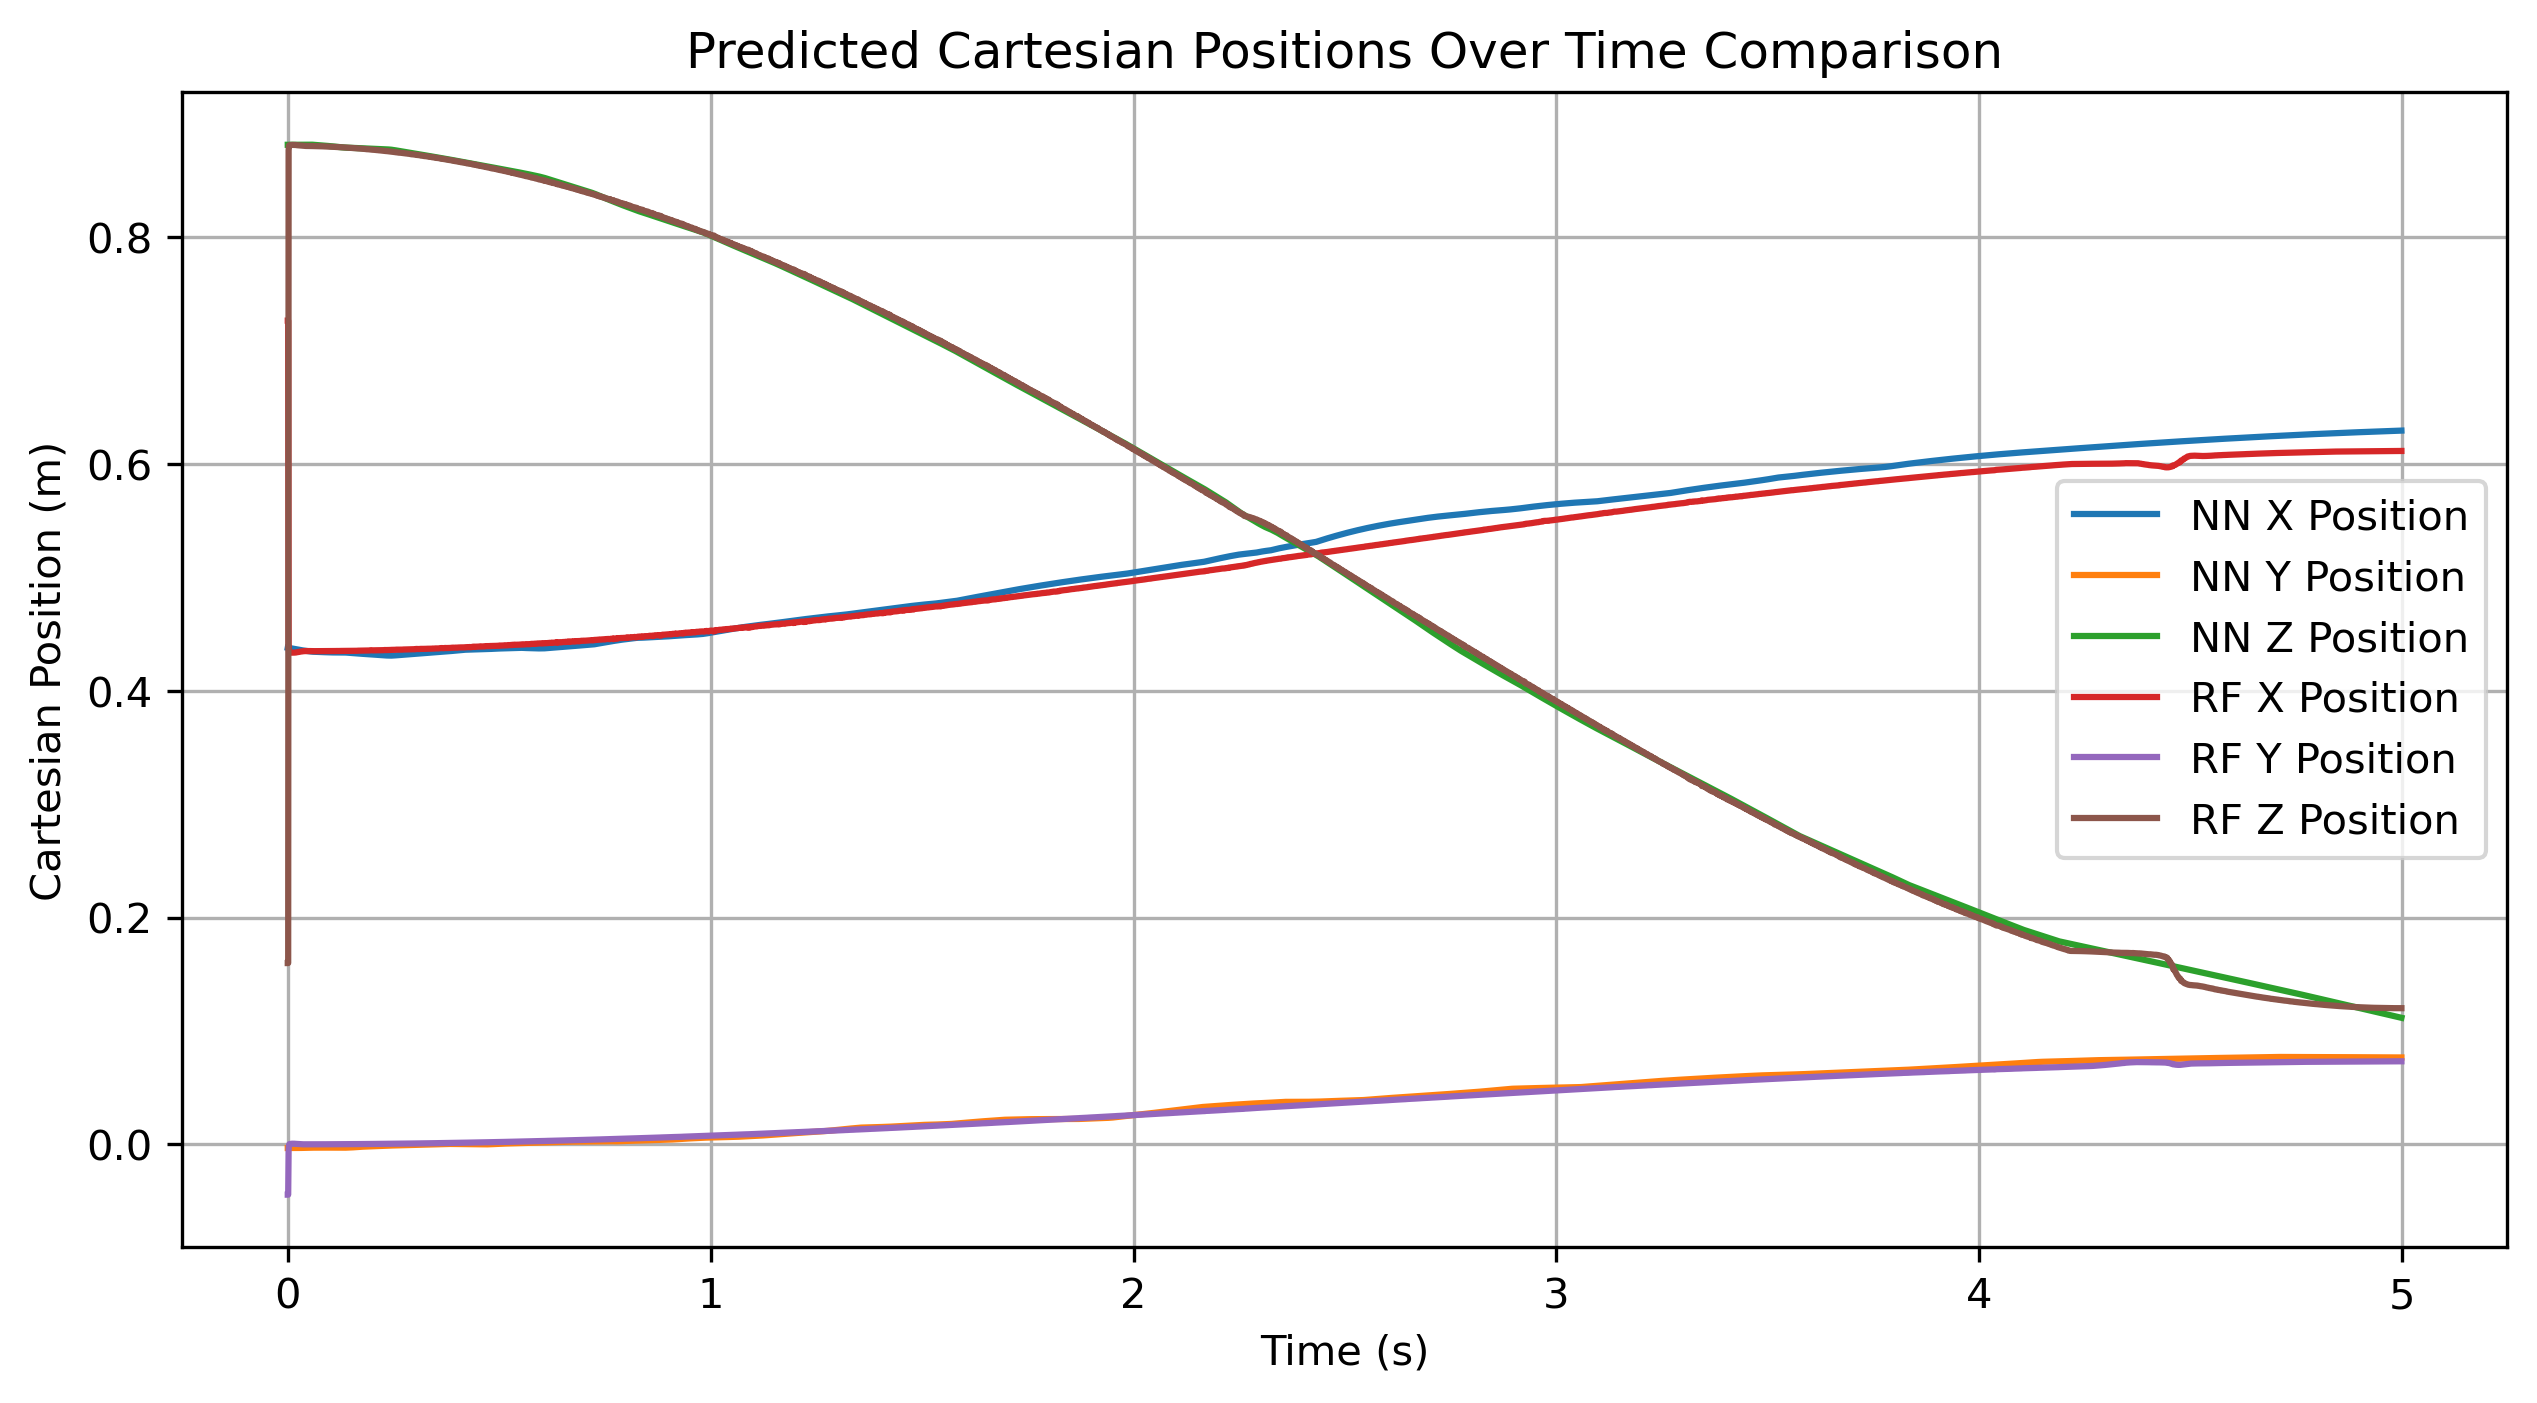 Predicted Cartesian Positions Over Time Comparison
Cartesian Position (m)
0.8
0.6
0.4
0.2
0.0
NN X Position
NN Y Position
NN Z Position
RF X Position
RF Y Position
RF Z Position
0 1 2 3 4 5
Time (s)